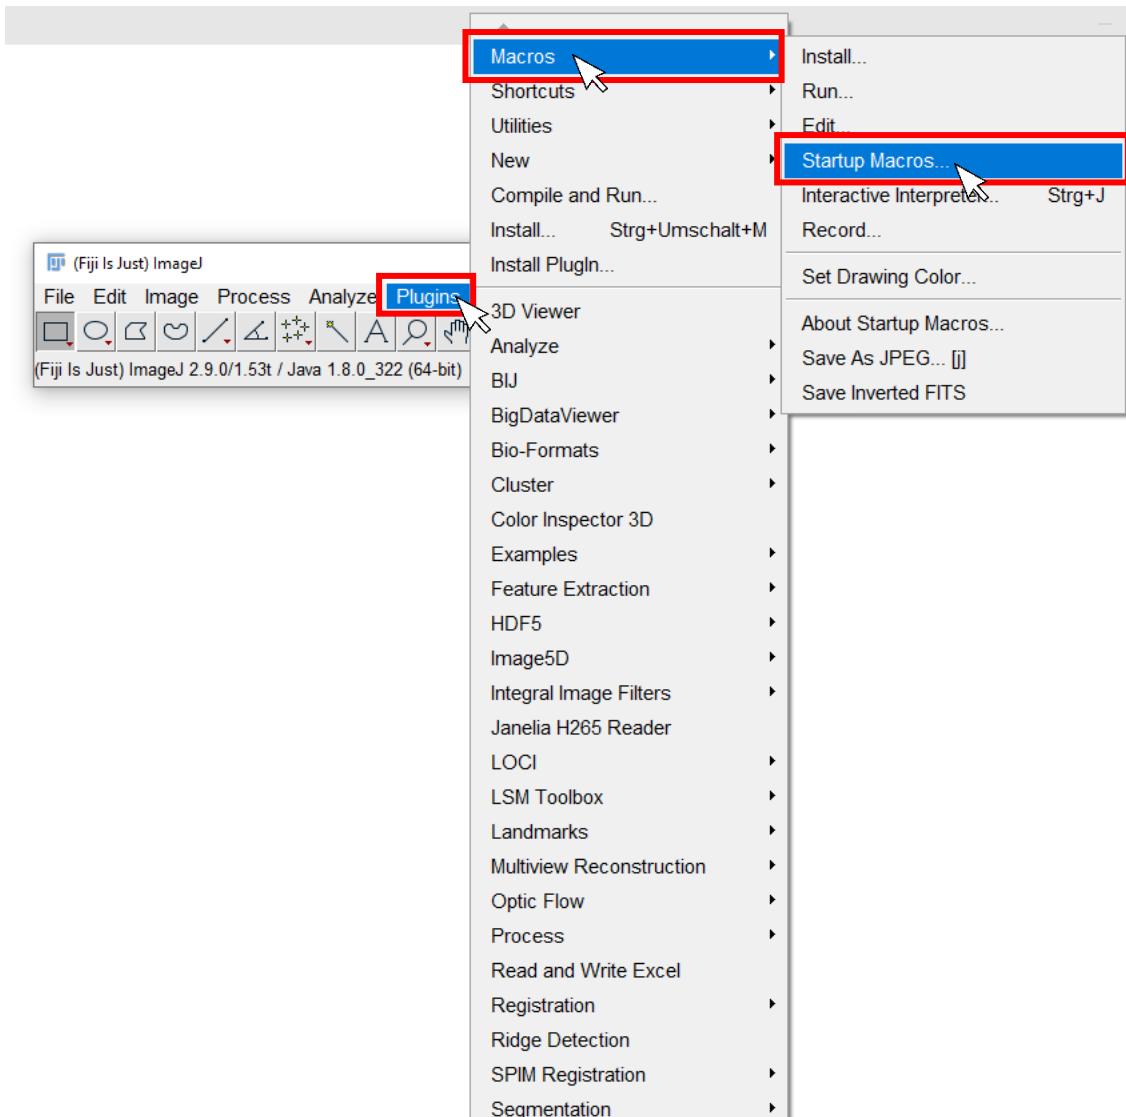 (Fiji Is Just) ImageJ
File Edit Image Process Analyze Plugins
(Fiji Is Just) ImageJ 2.9.0/1.53t / Java 1.8.0_322 (64-bit)
Macros
Shortcuts
Utilities
New
Compile and Run...
Install... Strg+Umschalt+M
Install PlugIn...
3D Viewer
Analyze
BIJ
BigDataViewer
Bio-Formats
Cluster
Color Inspector 3D
Examples
Feature Extraction
HDF5
Image5D
Integral Image Filters
Janelia H265 Reader
LOCI
LSM Toolbox
Landmarks
Multiview Reconstruction
Optic Flow
Process
Read and Write Excel
Registration
Ridge Detection
SPIM Registration
Segmentation
Install...
Run...
Edit...
Startup Macros...
Interactive Interpreter... Strg+J
Record...
Set Drawing Color...
About Startup Macros...
Save As JPEG... [j]
Save Inverted FITS